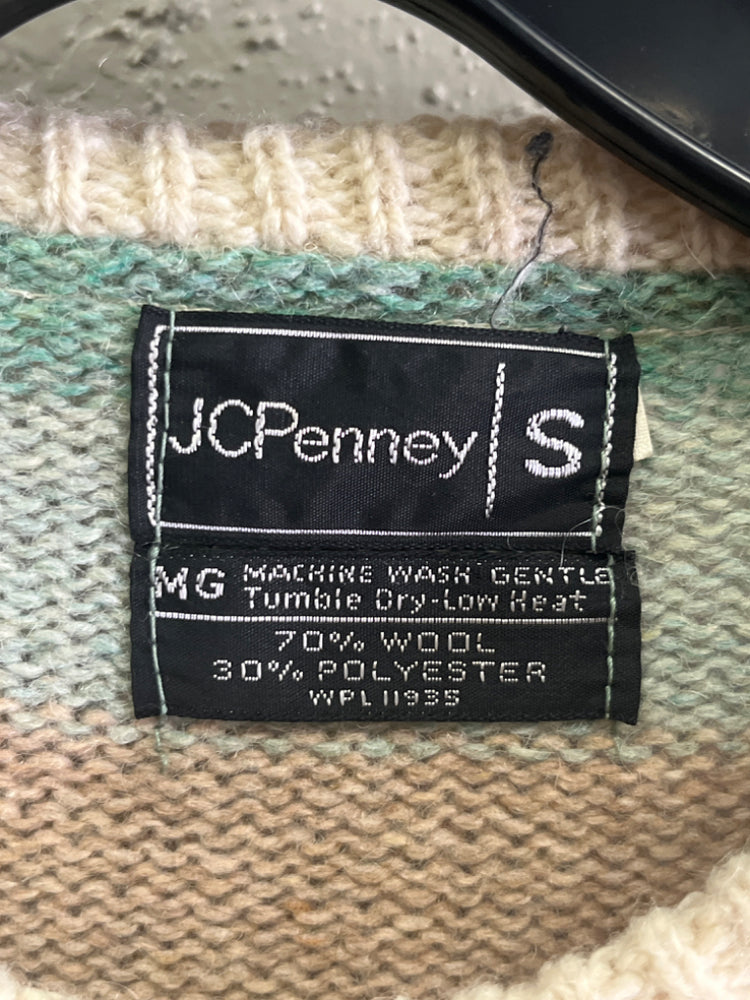 JCPenney | S
MG MACHINE WASH GENTLE
Tumble Dry-Low Heat
70% WOOL
30% POLYESTER
WPL 11935